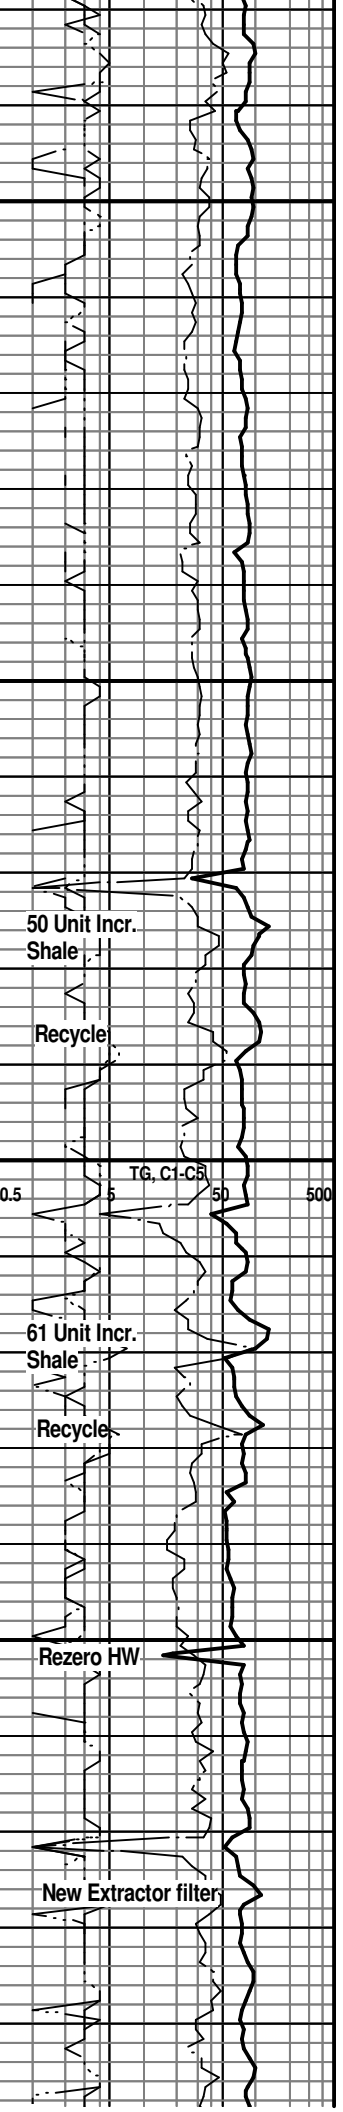 50 Unit Incr.
Shale
Recycle
TG, C1-C5
0.5 5 50 500
61 Unit Incr.
Shale
Recycle
Rezero HW
New Extractor filter